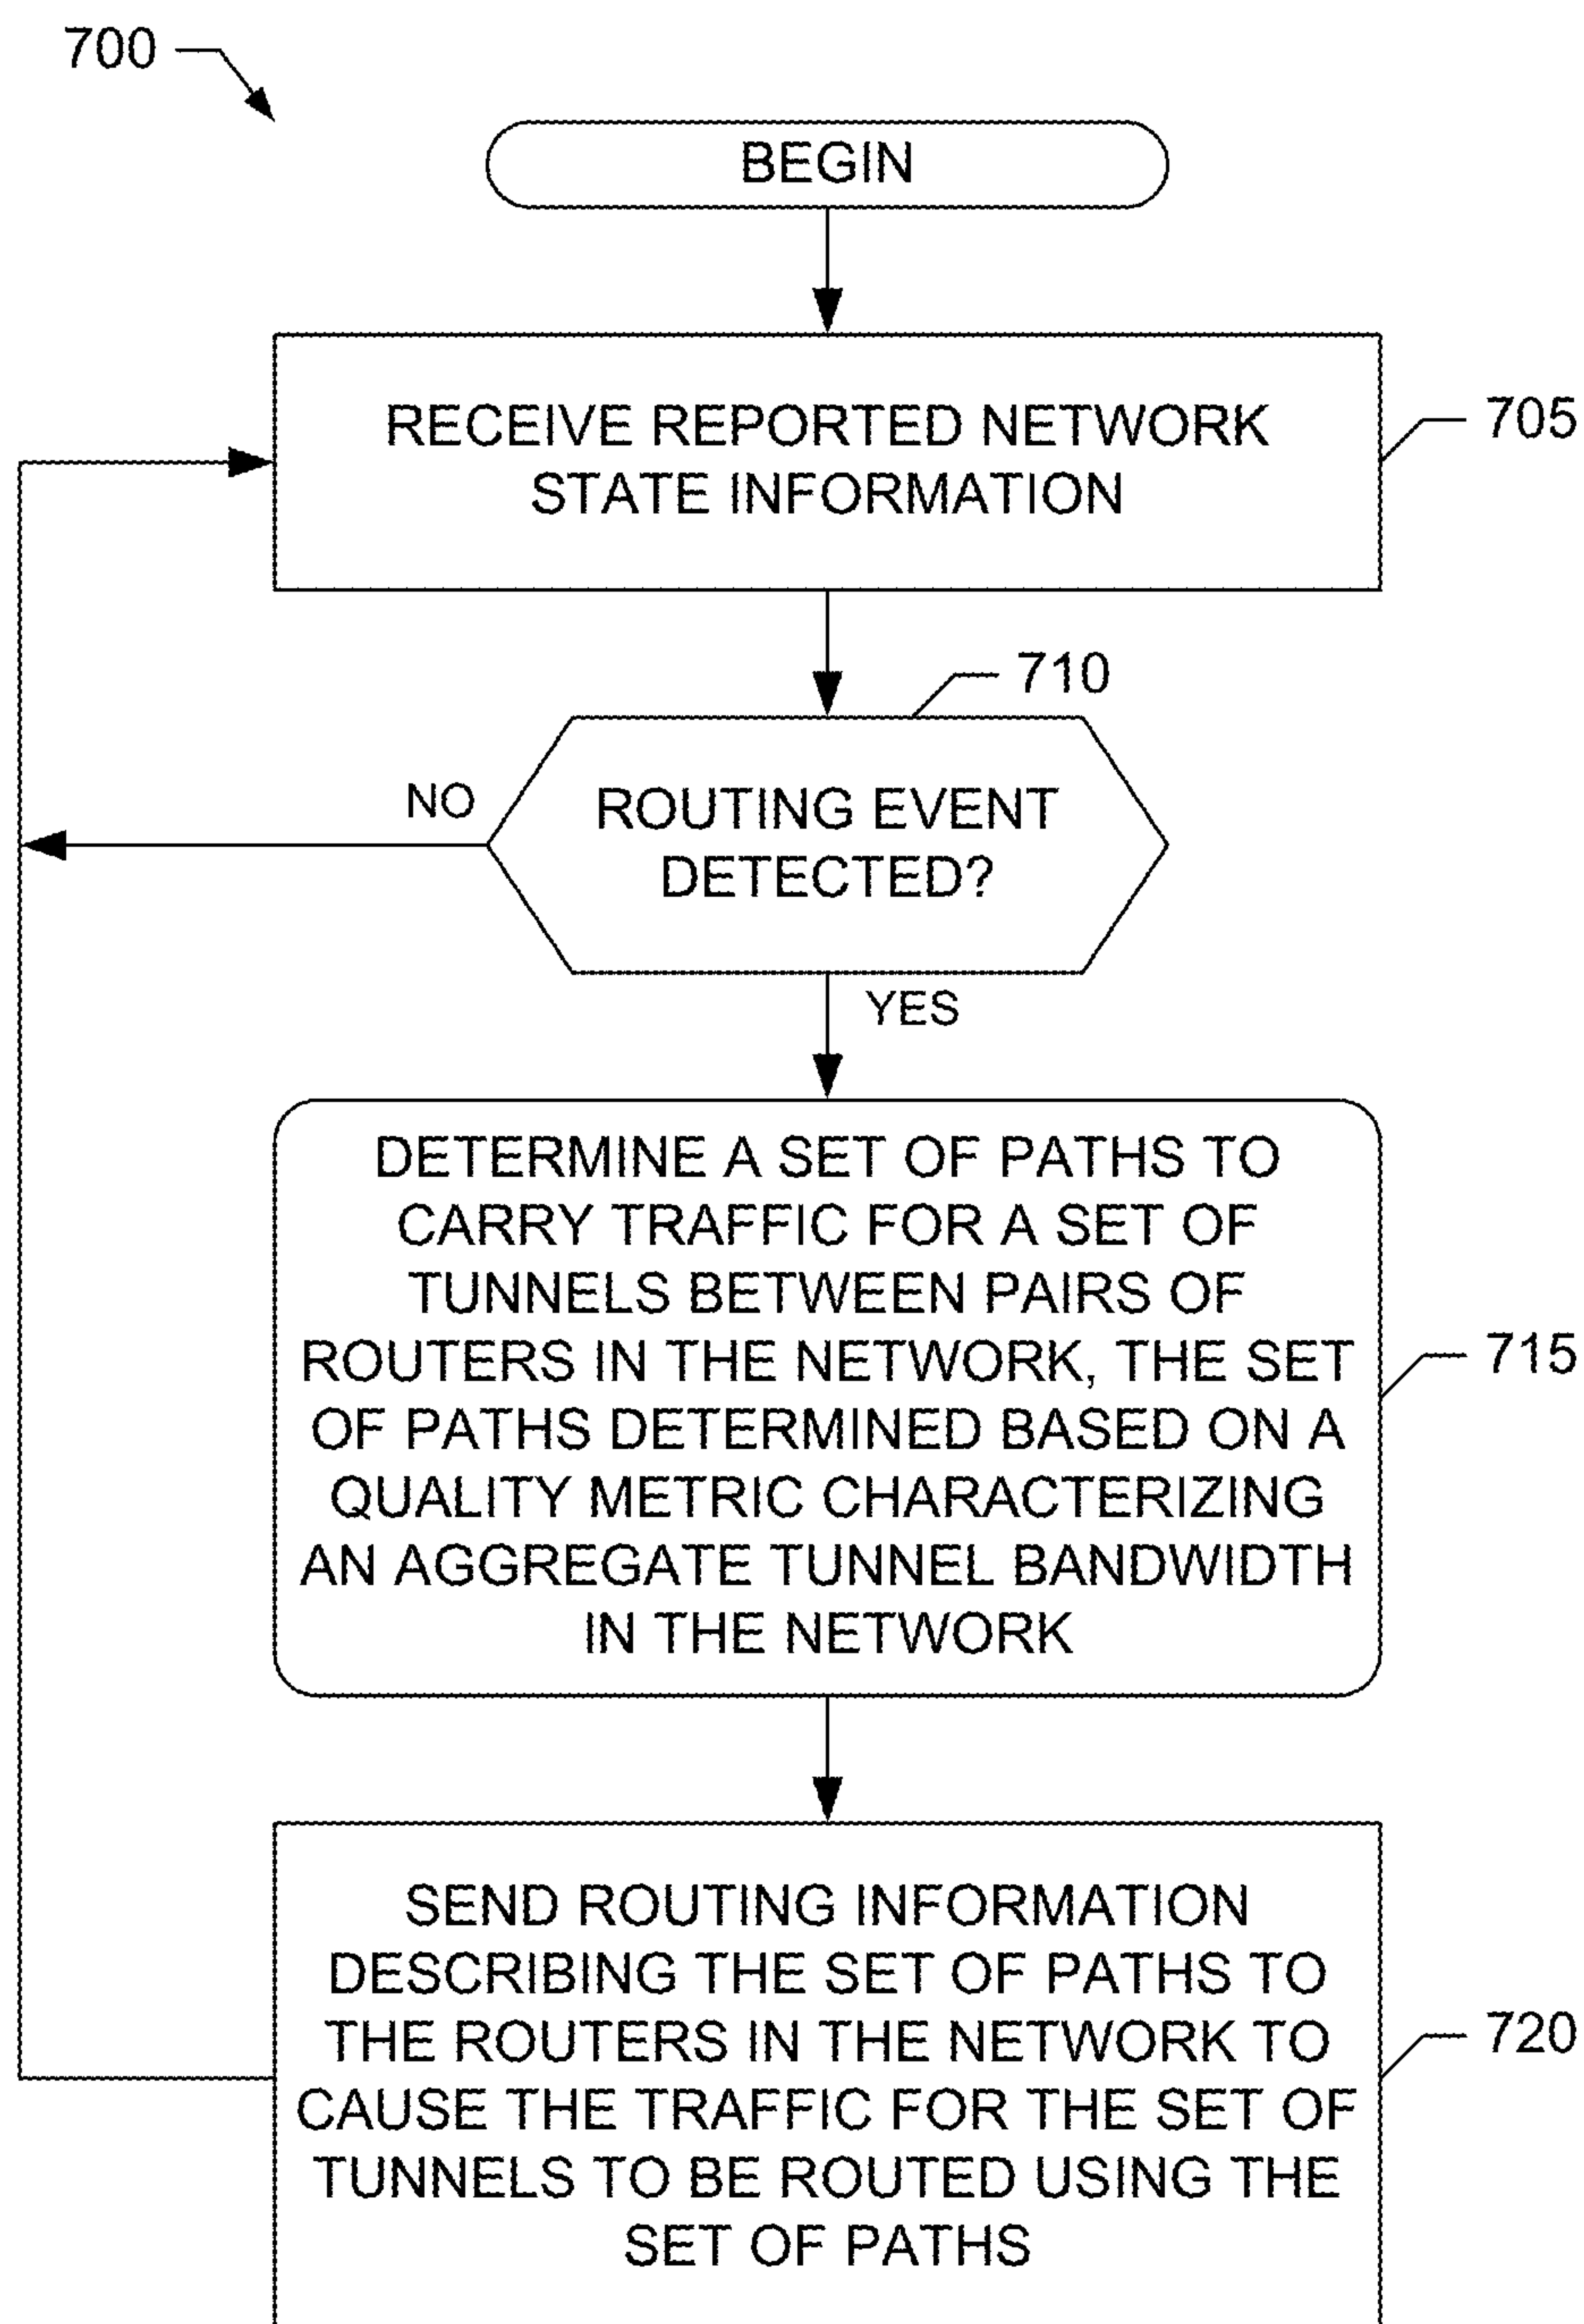 700
BEGIN
RECEIVE REPORTED NETWORK
STATE INFORMATION
705
710
ROUTING EVENT
DETECTED?
NO
YES
DETERMINE A SET OF PATHS TO
CARRY TRAFFIC FOR A SET OF
TUNNELS BETWEEN PAIRS OF
ROUTERS IN THE NETWORK, THE SET
OF PATHS DETERMINED BASED ON A
QUALITY METRIC CHARACTERIZING
AN AGGREGATE TUNNEL BANDWIDTH
IN THE NETWORK
715
SEND ROUTING INFORMATION
DESCRIBING THE SET OF PATHS TO
THE ROUTERS IN THE NETWORK TO
CAUSE THE TRAFFIC FOR THE SET OF
TUNNELS TO BE ROUTED USING THE
SET OF PATHS
720